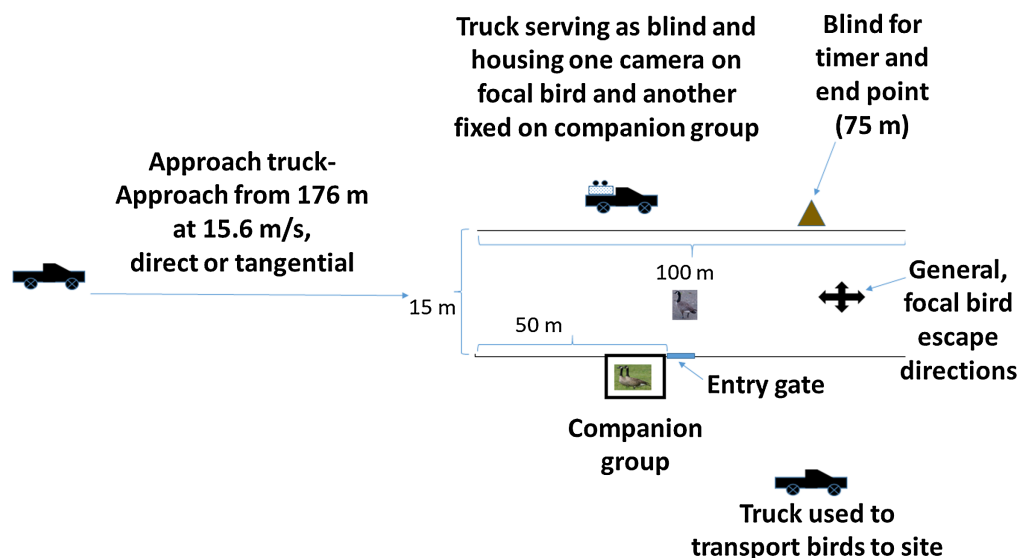 Truck serving as blind and
housing one camera on
focal bird and another
fixed on companion group
Blind for
timer and
end point
(75 m)
Approach truck-
Approach from 176 m
at 15.6 m/s,
direct or tangential
100 m
15 m
50 m
General,
focal bird
escape
directions
Entry gate
Companion
group
Truck used to
transport birds to site